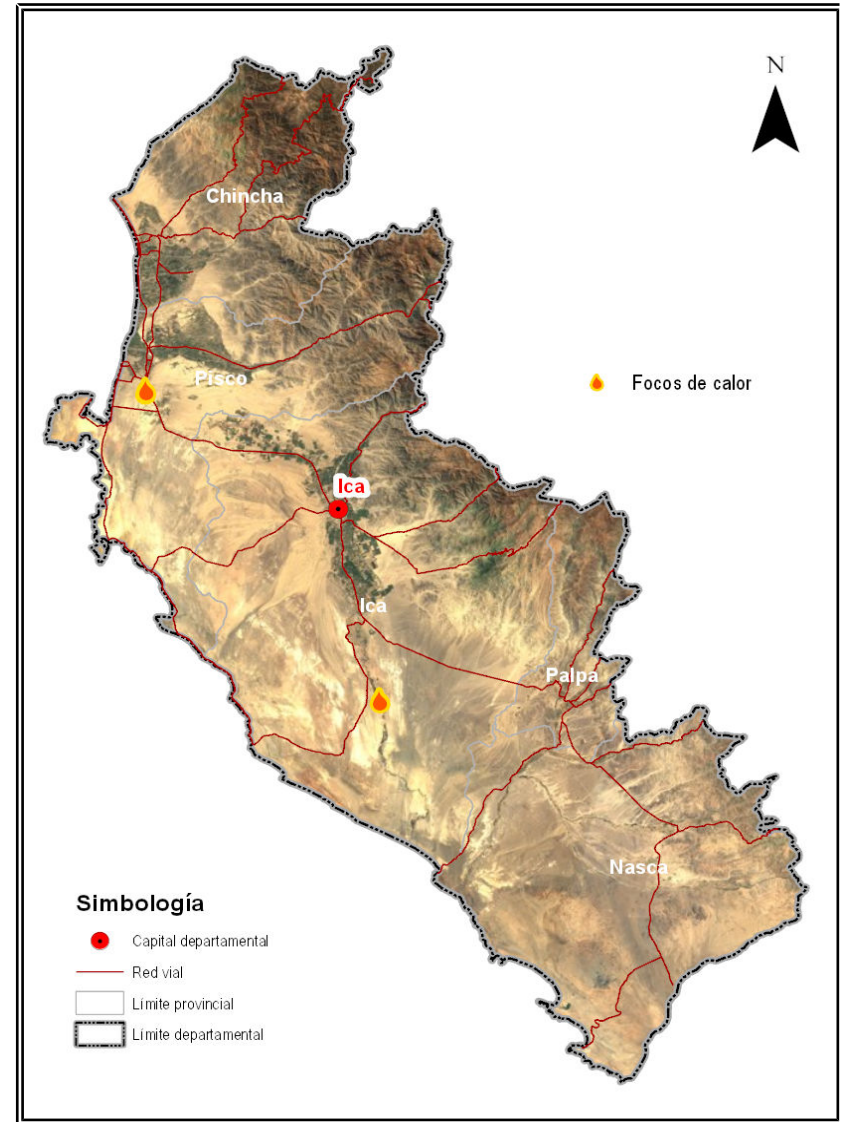 N
Chincha
Pisco
Focos de calor
Ica
Ica
Palpa
Nasca
Simbología
Capital departamental
Red vial
Límite provincial
Límite departamental